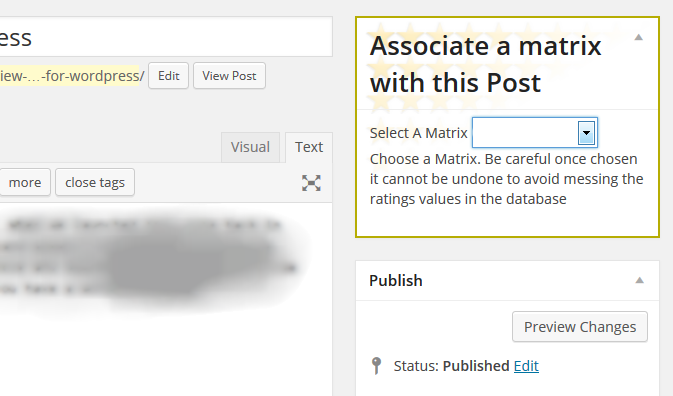 ess
iew-...-for-wordpress/ Edit View Post
Visual Text
more close tags
Associate a matrix
with this Post
Select A Matrix
Choose a Matrix. Be careful once chosen
it cannot be undone to avoid messing the
ratings values in the database
Publish
Preview Changes
Status: Published Edit